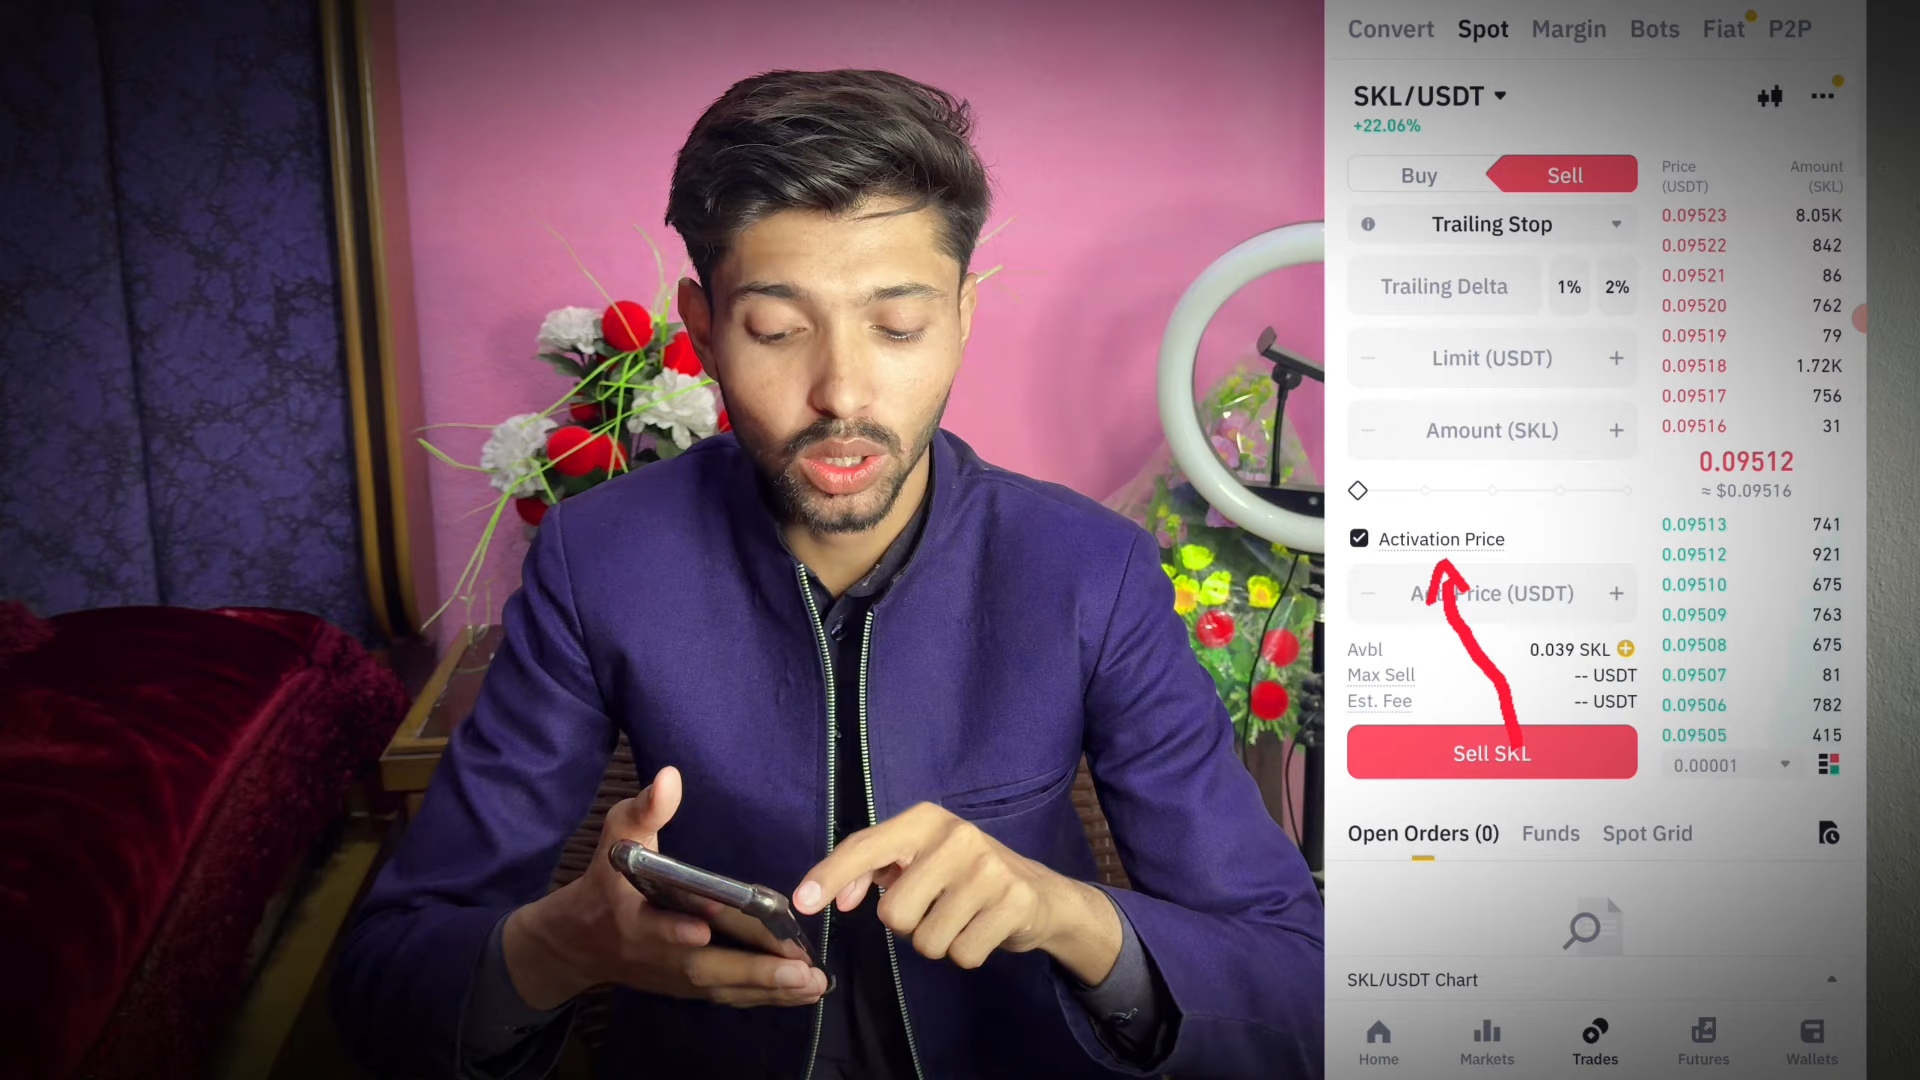 Convert Spot Margin Bots Fiat P2P
SKL/USDT
+22.06%
Buy Sell
Trailing Stop
Trailing Delta 1% 2%
Limit (USDT)
Amount (SKL)
Activation Price
Price (USDT)
Avbl 0.039 SKL
Max Sell -- USDT
Est. Fee -- USDT
Sell SKL
Price (USDT) Amount (SKL)
0.09523 8.05K
0.09522 842
0.09521 86
0.09520 762
0.09519 79
0.09518 1.72K
0.09517 756
0.09516 31
0.09512
≈ $0.09516
0.09513 741
0.09512 921
0.09510 675
0.09509 763
0.09508 675
0.09507 81
0.09506 782
0.09505 415
0.00001
Open Orders (0) Funds Spot Grid
SKL/USDT Chart
Home Markets Trades Futures Wallets